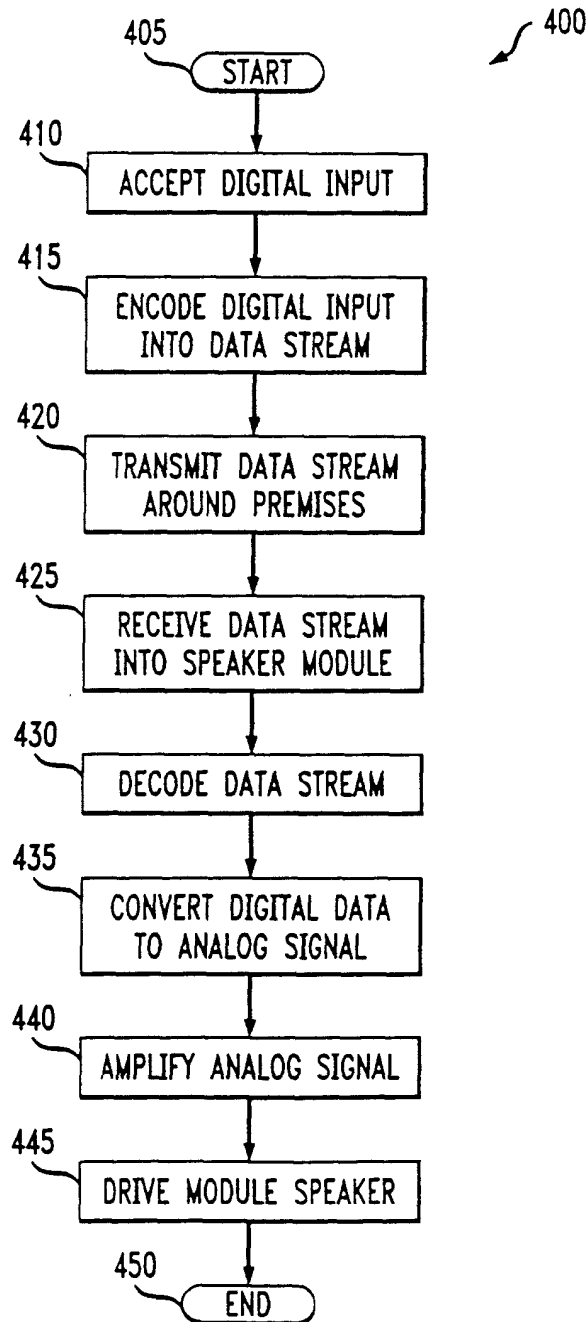 400
405
START
410
ACCEPT DIGITAL INPUT
415
ENCODE DIGITAL INPUT
INTO DATA STREAM
420
TRANSMIT DATA STREAM
AROUND PREMISES
425
RECEIVE DATA STREAM
INTO SPEAKER MODULE
430
DECODE DATA STREAM
435
CONVERT DIGITAL DATA
TO ANALOG SIGNAL
440
AMPLIFY ANALOG SIGNAL
445
DRIVE MODULE SPEAKER
450
END